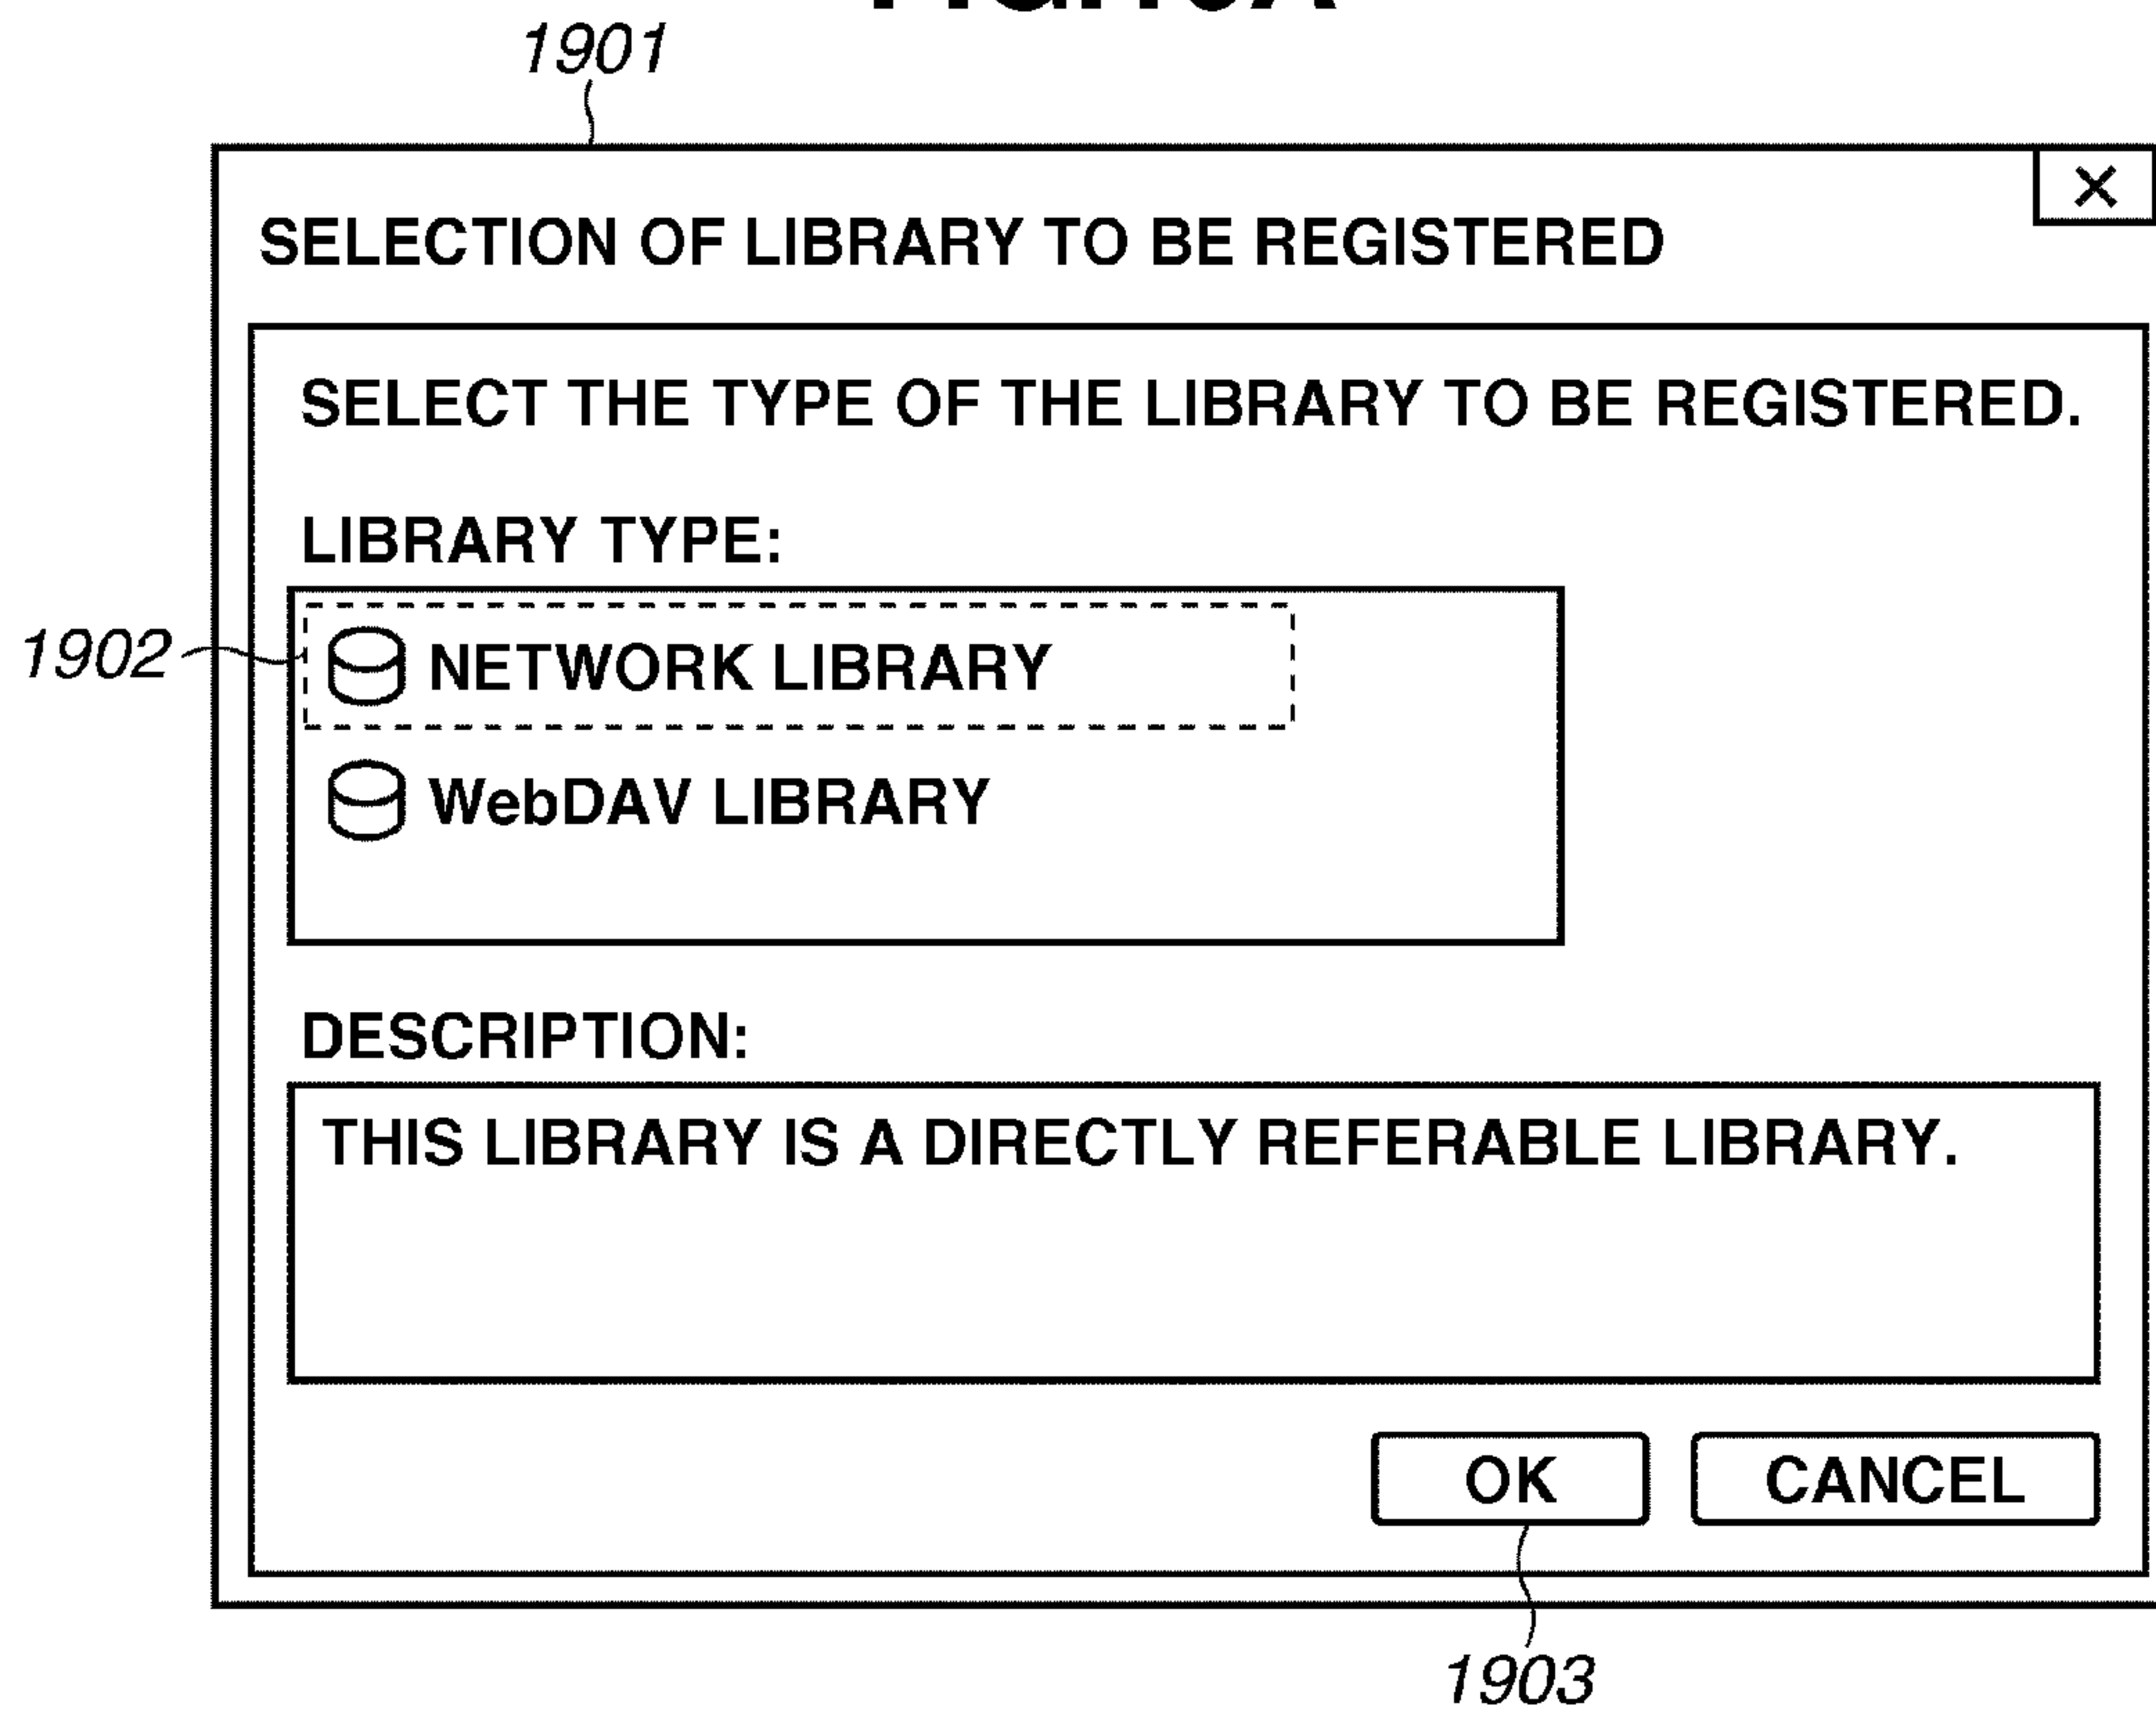 1901
SELECTION OF LIBRARY TO BE REGISTERED
SELECT THE TYPE OF THE LIBRARY TO BE REGISTERED.
LIBRARY TYPE:
1902
NETWORK LIBRARY
WebDAV LIBRARY
DESCRIPTION:
THIS LIBRARY IS A DIRECTLY REFERABLE LIBRARY.
OK CANCEL
1903